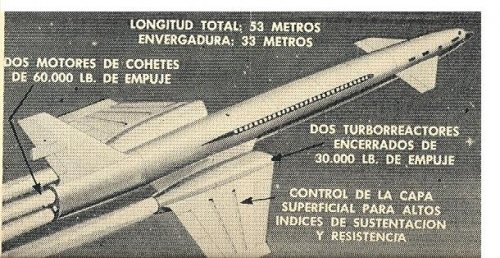 LONGITUD TOTAL: 53 METROS
ENVERGADURA: 33 METROS
DOS MOTORES DE COHETES
DE 60.000 LB. DE EMPUJE
DOS TURBORREACTORES
ENCERRADOS DE
30.000 LB. DE EMPUJE
CONTROL DE LA CAPA
SUPERFICIAL PARA ALTOS
INDICES DE SUSTENTACION
Y RESISTENCIA